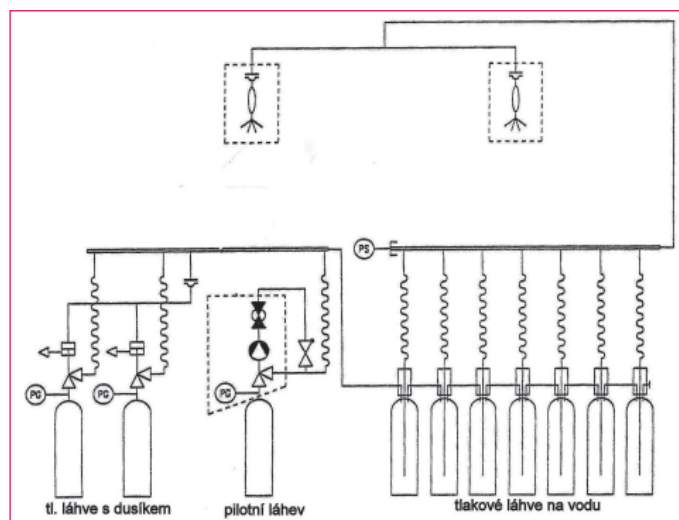 PS
PG
PG
PG
tl. láhve s dusíkem
pilotní láhev
tlakové láhve na vodu